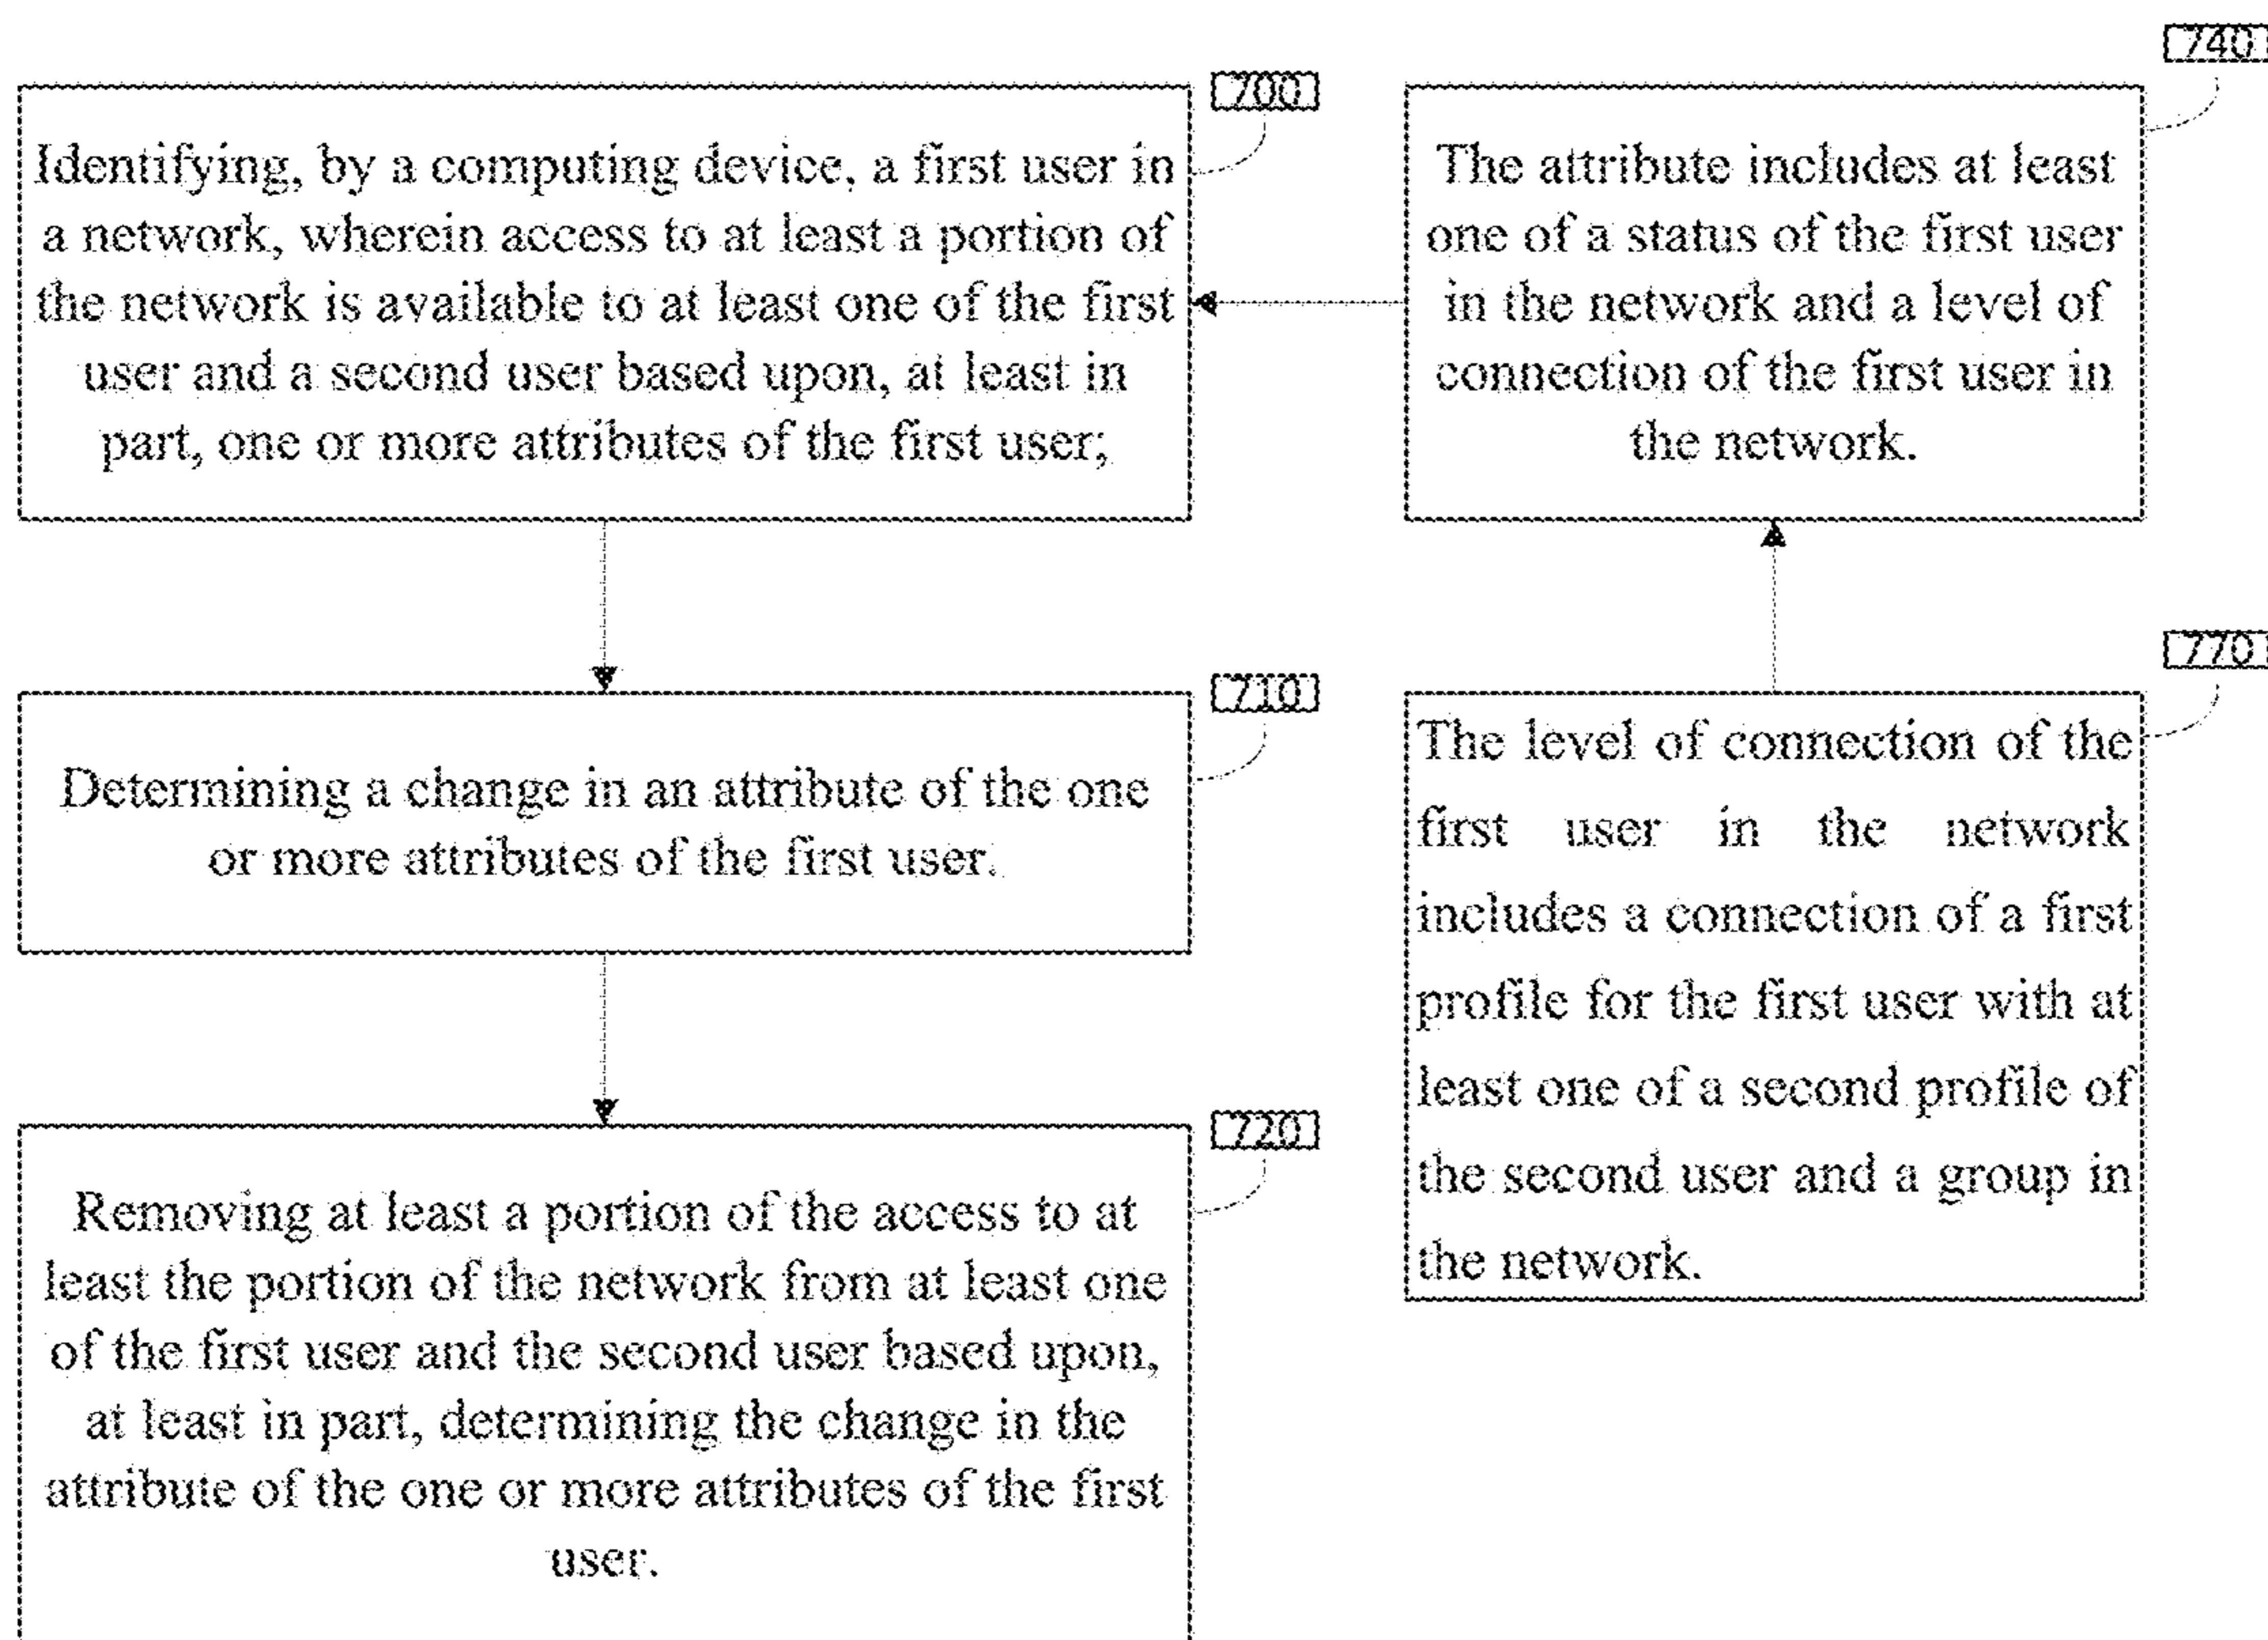 700
Identifying, by a computing device, a first user in
a network, wherein access to at least a portion of
the network is available to at least one of the first
user and a second user based upon, at least in
part, one or more attributes of the first user;
740
The attribute includes at least
one of a status of the first user
in the network and a level of
connection of the first user in
the network.
710
Determining a change in an attribute of the one
or more attributes of the first user.
770
The level of connection of the
first user in the network
includes a connection of a first
profile for the first user with at
least one of a second profile of
the second user and a group in
the network.
720
Removing at least a portion of the access to at
least the portion of the network from at least one
of the first user and the second user based upon,
at least in part, determining the change in the
attribute of the one or more attributes of the first
user.